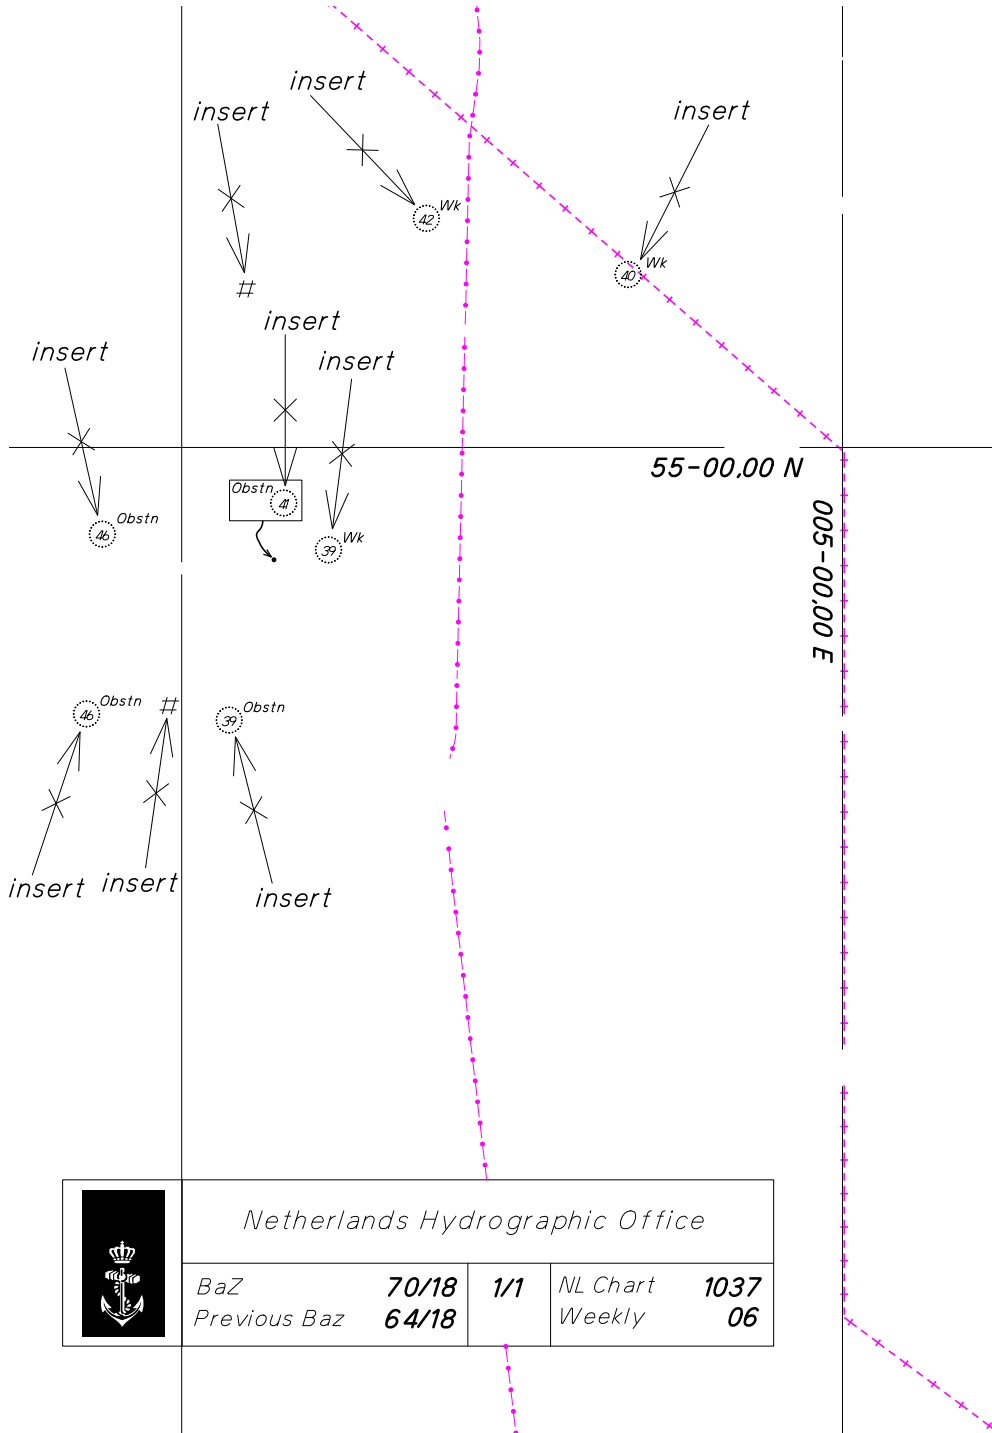 insert
insert
insert
42 Wk
40 Wk
#
insert
insert
insert
55-00,00 N
005-00,00 E
Obstn 41
46 Obstn
39 Wk
46 Obstn
#
39 Obstn
insert
insert
insert
Netherlands Hydrographic Office
BaZ 70/18 1/1 NL Chart 1037
Previous Baz 64/18 Weekly 06